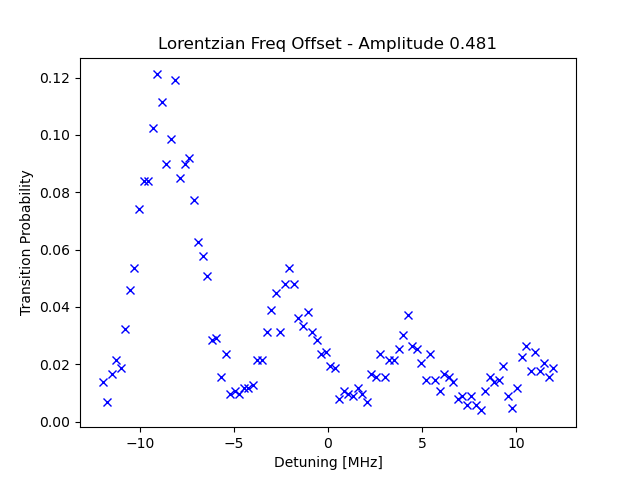 Lorentzian Freq Offset - Amplitude 0.481
Transition Probability
0.12
0.10
0.08
0.06
0.04
0.02
0.00
−10 −5 0 5 10
Detuning [MHz]